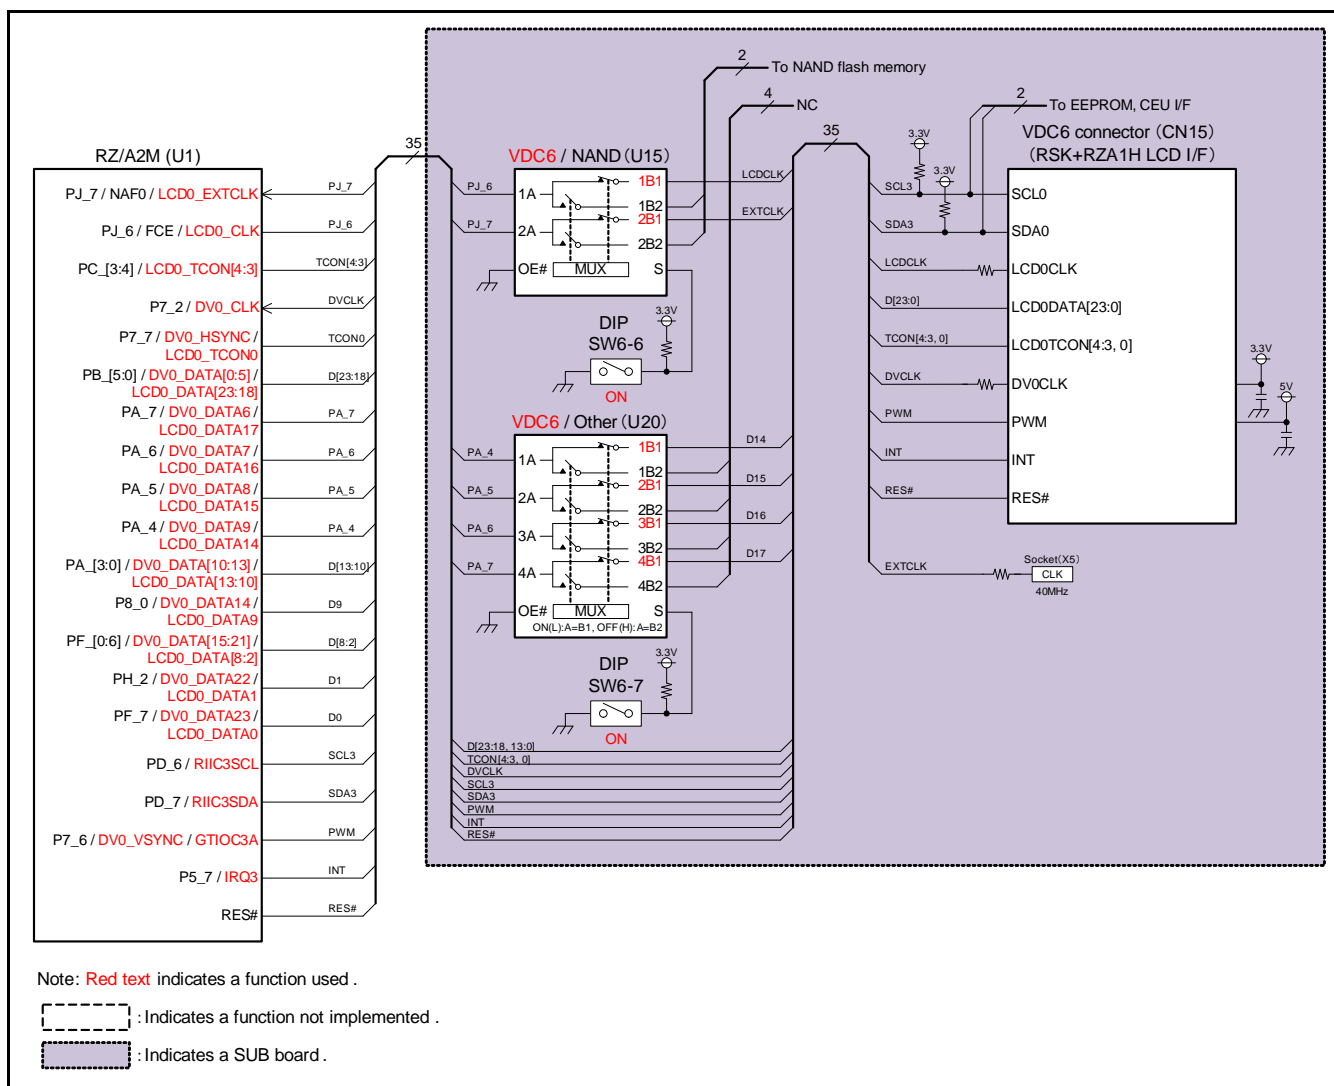 RZ/A2M (U1)
PJ_7 / NAF0 / LCD0_EXTCLK
PJ_6 / FCE / LCD0_CLK
PC_[3:4] / LCD0_TCON[4:3]
P7_2 / DV0_CLK
P7_7 / DV0_HSYNC /
LCD0_TCON0
PB_[5:0] / DV0_DATA[0:5] /
LCD0_DATA[23:18]
PA_7 / DV0_DATA6 /
LCD0_DATA17
PA_6 / DV0_DATA7 /
LCD0_DATA16
PA_5 / DV0_DATA8 /
LCD0_DATA15
PA_4 / DV0_DATA9 /
LCD0_DATA14
PA_[3:0] / DV0_DATA[10:13] /
LCD0_DATA[13:10]
P8_0 / DV0_DATA14 /
LCD0_DATA9
PF_[0:6] / DV0_DATA[15:21] /
LCD0_DATA[8:2]
PH_2 / DV0_DATA22 /
LCD0_DATA1
PF_7 / DV0_DATA23 /
LCD0_DATA0
PD_6 / RIIC3SCL
PD_7 / RIIC3SDA
P7_6 / DV0_VSYNC / GTIOC3A
P5_7 / IRQ3
RES#
PJ_7
PJ_6
TCON[4:3]
DVCLK
TCON0
D[23:18]
PA_7
PA_6
PA_5
PA_4
D[13:10]
D9
D[8:2]
D1
D0
SCL3
SDA3
PWM
INT
RES#
35
PJ_6
PJ_7
PA_4
PA_5
PA_6
PA_7
VDC6 / NAND (U15)
1A
1B1
1B2
2A
2B1
2B2
OE#
MUX
S
DIP
SW6-6
3.3V
ON
VDC6 / Other (U20)
1A
1B1
1B2
2A
2B1
2B2
3A
3B1
3B2
4A
4B1
4B2
OE#
MUX
S
ON(L):A=B1, OFF(H):A=B2
DIP
SW6-7
3.3V
ON
D[23:18, 13:0]
TCON[4:3, 0]
DVCLK
SCL3
SDA3
PWM
INT
RES#
2
To NAND flash memory
4
NC
35
LCDCLK
EXTCLK
D14
D15
D16
D17
2
To EEPROM, CEU I/F
VDC6 connector (CN15)
(RSK+RZA1H LCD I/F)
3.3V
3.3V
SCL3
SDA3
LCDCLK
D[23:0]
TCON[4:3, 0]
DVCLK
PWM
INT
RES#
EXTCLK
SCL0
SDA0
LCD0CLK
LCD0DATA[23:0]
LCD0TCON[4:3, 0]
DV0CLK
PWM
INT
RES#
3.3V
5V
Socket(X5)
CLK
40MHz
Note: Red text indicates a function used .
: Indicates a function not implemented .
: Indicates a SUB board .